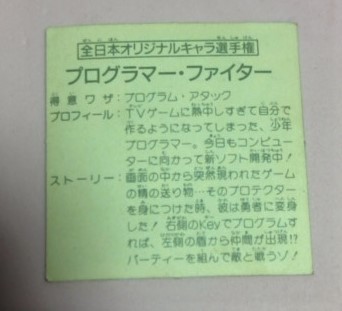 全日本オリジナルキャラ選手権
プログラマー・ファイター
得意ワザ：プログラム・アタック
プロフィール：TVゲームに熱中しすぎて自分で
作るようになってしまった、少年
プログラマー。今日もコンピュー
ターに向かって新ソフト開発中！
ストーリー：画面の中から突然現われたゲーム
の精の送り物…そのプロテクター
を身につけた時、彼は勇者に変身
した！ 右側のKeyでプログラムす
れば、左側の盾から仲間が出現!?
パーティーを組んで敵と戦うゾ！